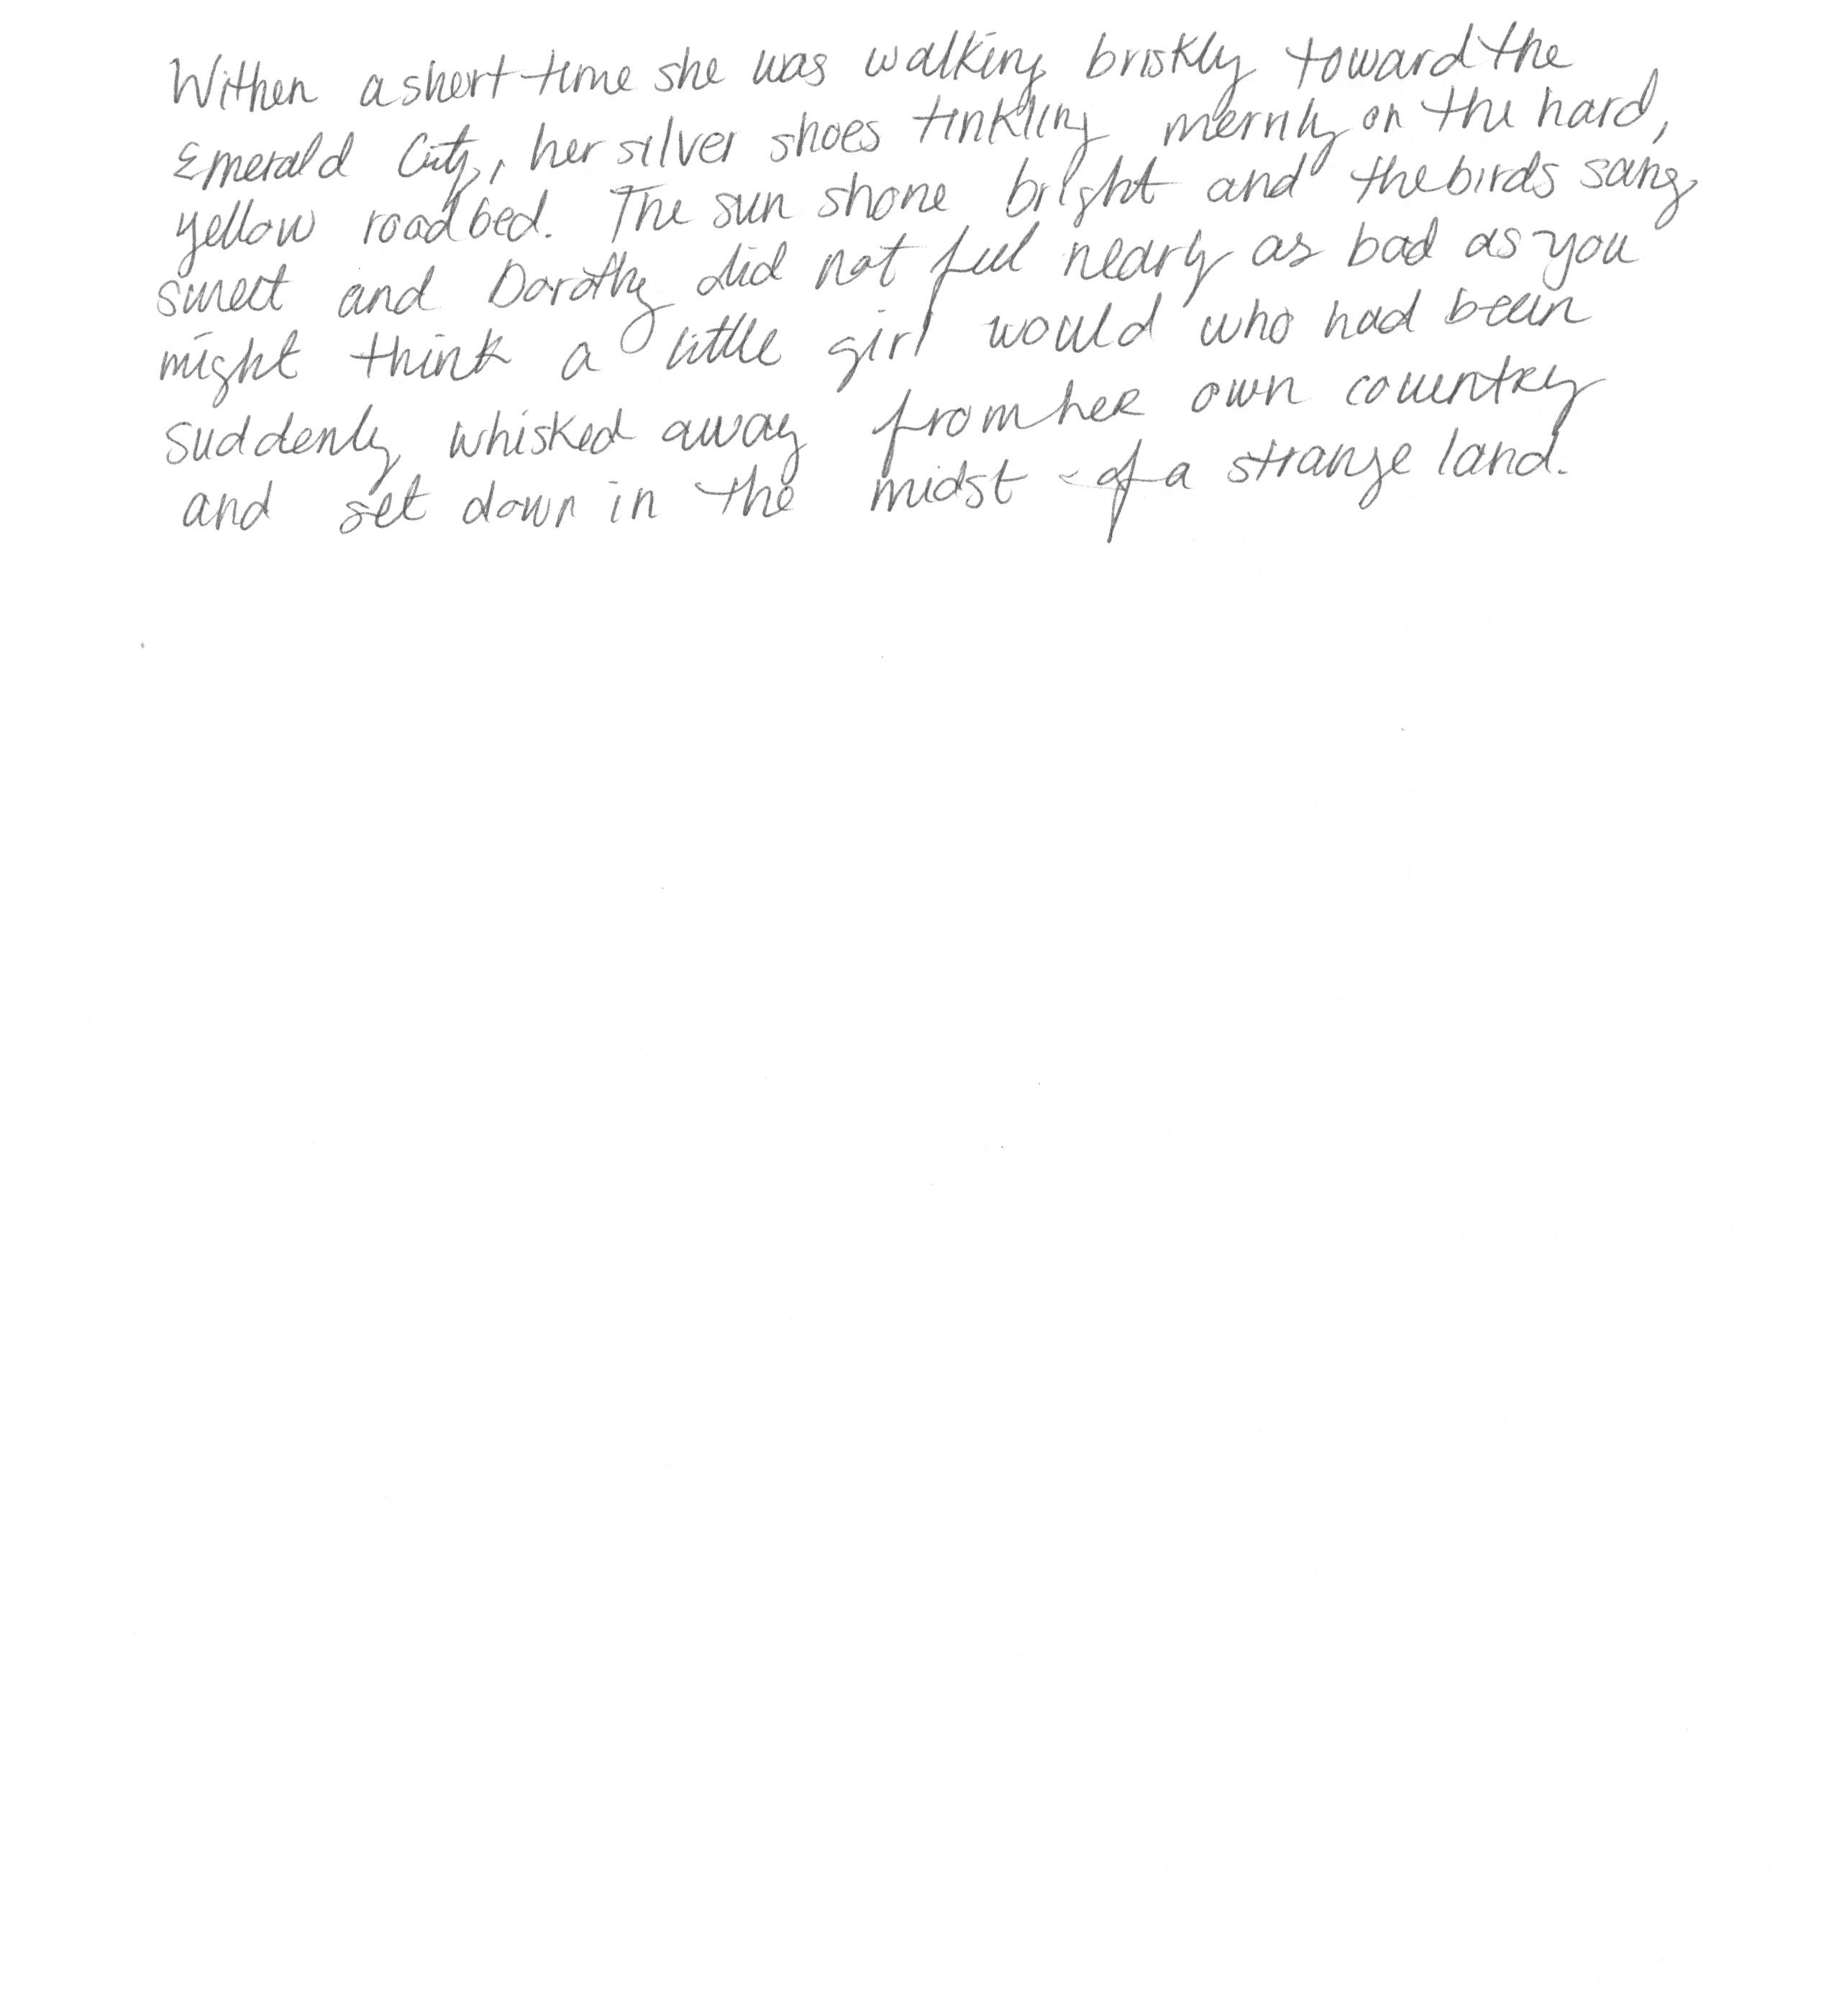 Withen a short time she was walking briskly toward the
Emerald City, her silver shoes tinkling merrily on the hard,
yellow roadbed. The sun shone bright and the birds sang
sweet and Dorothy did not feel nearly as bad as you
might think a little girl would who had been
suddenly whisked away from her own country
and set down in the midst of a strange land.